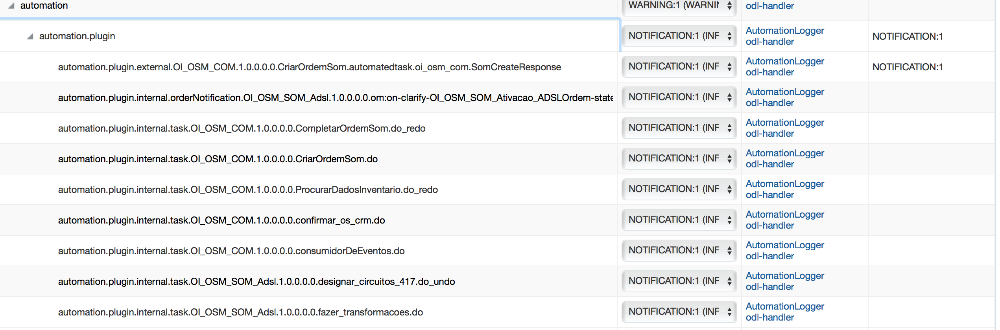 automation WARNING:1 (WARNIN odl-handler
automation.plugin NOTIFICATION:1 (INF AutomationLogger NOTIFICATION:1
odl-handler
automation.plugin.external.OI_OSM_COM.1.0.0.0.0.CriarOrdemSom.automatedtask.oi_osm_com.SomCreateResponse NOTIFICATION:1 (INF AutomationLogger NOTIFICATION:1
odl-handler
automation.plugin.internal.orderNotification.OI_OSM_SOM_Adsl.1.0.0.0.0.om:on-clarify-OI_OSM_SOM_Ativacao_ADSLOrdem-state NOTIFICATION:1 (INF AutomationLogger
odl-handler
automation.plugin.internal.task.OI_OSM_COM.1.0.0.0.0.CompletarOrdemSom.do_redo NOTIFICATION:1 (INF AutomationLogger
odl-handler
automation.plugin.internal.task.OI_OSM_COM.1.0.0.0.0.CriarOrdemSom.do NOTIFICATION:1 (INF AutomationLogger
odl-handler
automation.plugin.internal.task.OI_OSM_COM.1.0.0.0.0.ProcurarDadosInventario.do_redo NOTIFICATION:1 (INF AutomationLogger
odl-handler
automation.plugin.internal.task.OI_OSM_COM.1.0.0.0.0.confirmar_os_crm.do NOTIFICATION:1 (INF AutomationLogger
odl-handler
automation.plugin.internal.task.OI_OSM_COM.1.0.0.0.0.consumidorDeEventos.do NOTIFICATION:1 (INF AutomationLogger
odl-handler
automation.plugin.internal.task.OI_OSM_SOM_Adsl.1.0.0.0.0.designar_circuitos_417.do_undo NOTIFICATION:1 (INF AutomationLogger
odl-handler
automation.plugin.internal.task.OI_OSM_SOM_Adsl.1.0.0.0.0.fazer_transformacoes.do NOTIFICATION:1 (INF AutomationLogger
odl-handler